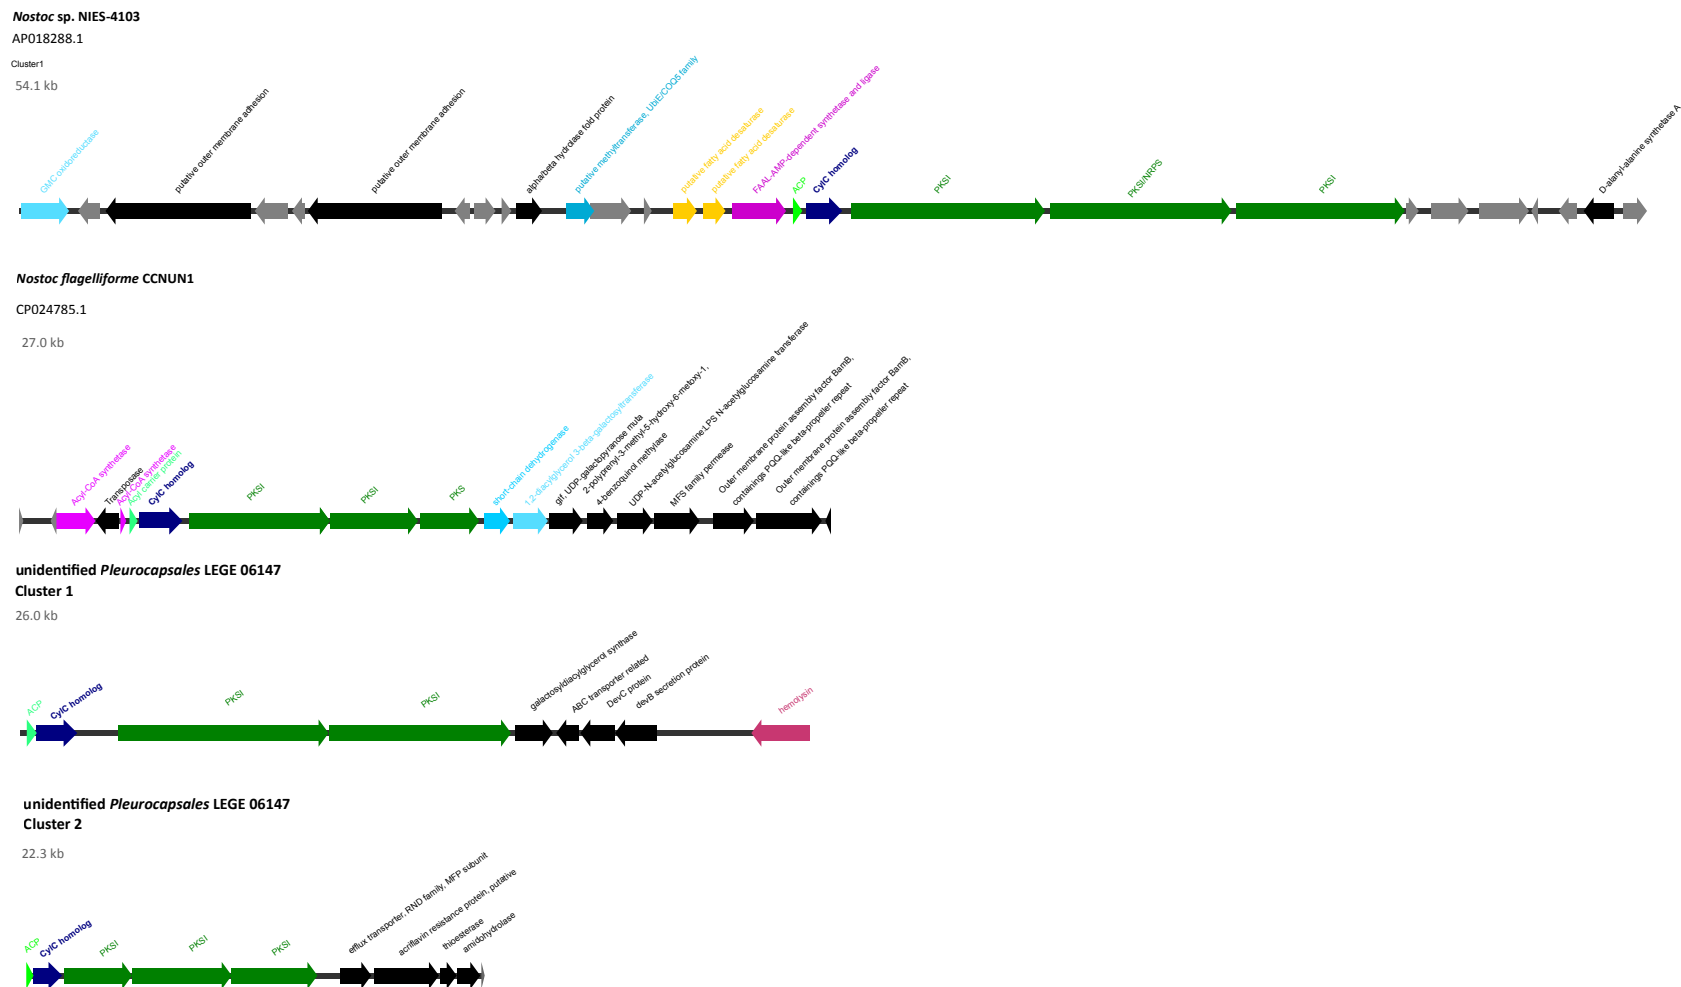 Nostoc sp. NIES-4103
AP018288.1
Cluster1
54.1 kb
GMC oxidoreductase
putative outer membrane adhesion
putative outer membrane adhesion
alpha/beta hydrolase fold protein
putative methyltransferase, UbiE/COQ5 family
putative fatty acid desaturase
putative fatty acid desaturase
FAAL-AMP-dependent synthetase and ligase
ACP
CylC homolog
PKSI
PKSI/NRPS
PKSI
D-alanyl-alanine synthetase A
Nostoc flagelliforme CCNUN1
CP024785.1
27.0 kb
Acyl-CoA synthetase
Transposase
Acyl-CoA synthetase
Acyl carrier protein
CylC homolog
PKSI
PKSI
PKS
short-chan dehydrogenase
1,2-diacylglycerol 3-beta-galactosyltransferase
glf, UDP-galactopyranose muta
2-polyprenyl-3-methyl-5-hydroxy-6-metoxy-1,
4-benzoquinol methylase
UDP-N-acetylglucosamine:LPS N-acetylglucosamine transferase
MFS family permease
Outer membrane protein assembly factor BamB,
containings PQQ-like beta-propeller repeat
Outer membrane protein assembly factor BamB,
containings PQQ-like beta-propeller repeat
unidentified Pleurocapsales LEGE 06147
Cluster 1
26.0 kb
ACP
CylC homolog
PKSI
PKSI
galactosyldiacylglycerol synthase
ABC transporter related
DevC protein
devB secretion protein
hemolysin
unidentified Pleurocapsales LEGE 06147
Cluster 2
22.3 kb
ACP
CylC homolog
PKSI
PKSI
PKSI
efflux transporter, RND family, MFP subunit
acriflavin resistance protein, putative
thioesterase
amidohydrolase